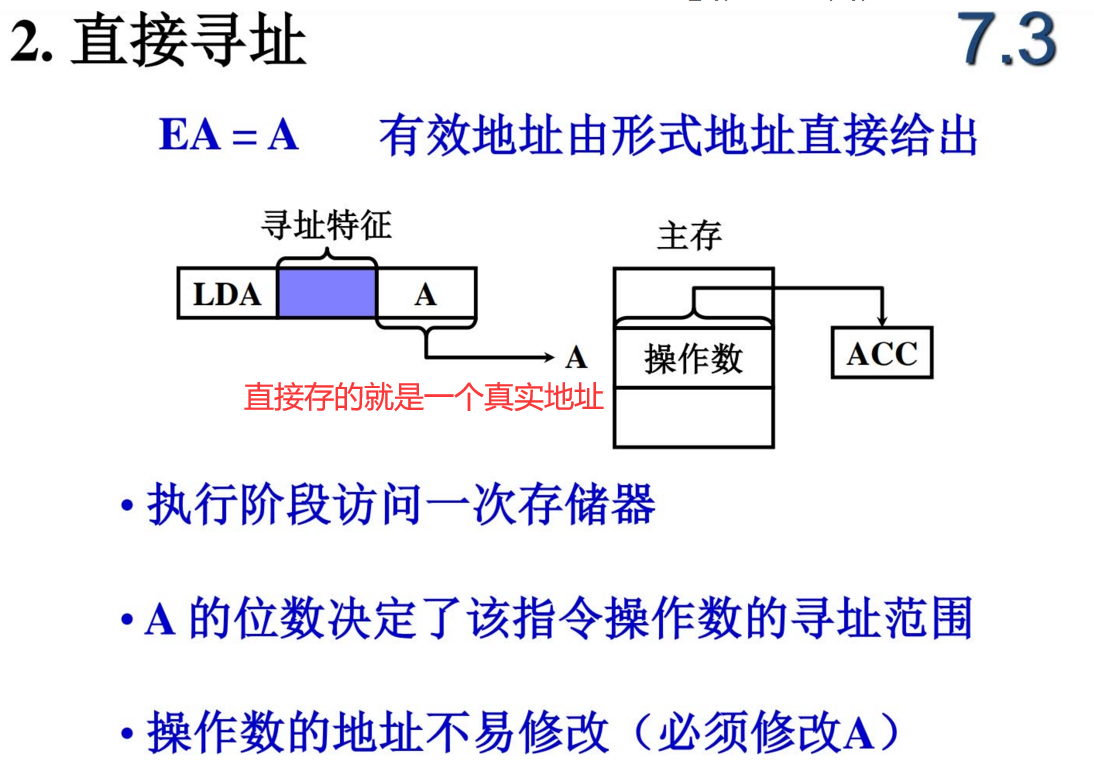 2. 直接寻址
7.3
EA = A 有效地址由形式地址直接给出
寻址特征
主存
LDA
A
A
操作数
ACC
直接存的就是一个真实地址
• 执行阶段访问一次存储器
• A 的位数决定了该指令操作数的寻址范围
• 操作数的地址不易修改（必须修改A）